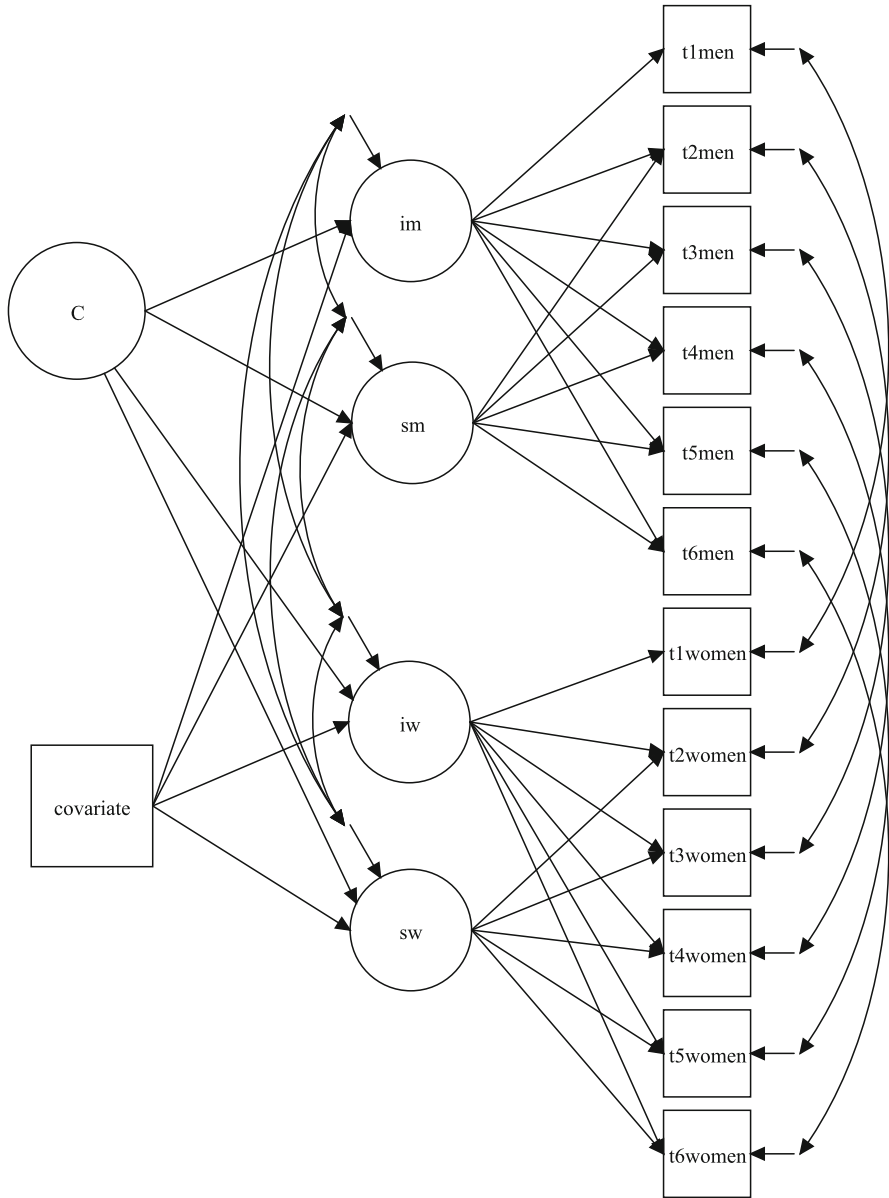 t1men
t2men
im
t3men
C
t4men
sm
t5men
t6men
t1women
iw
t2women
covariate
t3women
sw
t4women
t5women
t6women